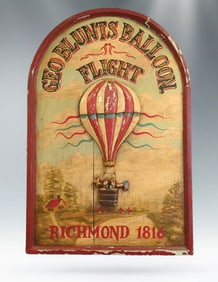 GEO BLUNTS BALLOON
FLIGHT
RICHMOND 1816